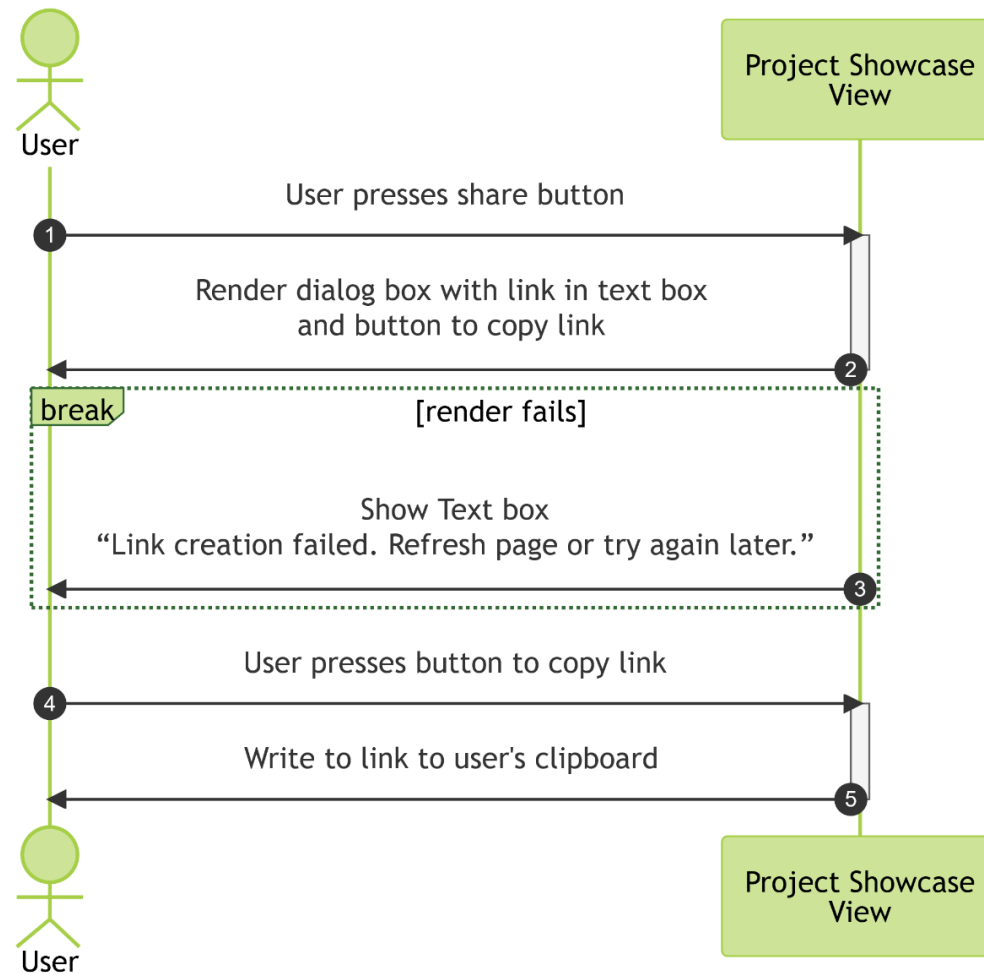 Project Showcase
View
User
User presses share button
1
Render dialog box with link in text box
and button to copy link
2
break
[render fails]
Show Text box
“Link creation failed. Refresh page or try again later.”
3
User presses button to copy link
4
Write to link to user's clipboard
5
Project Showcase
View
User